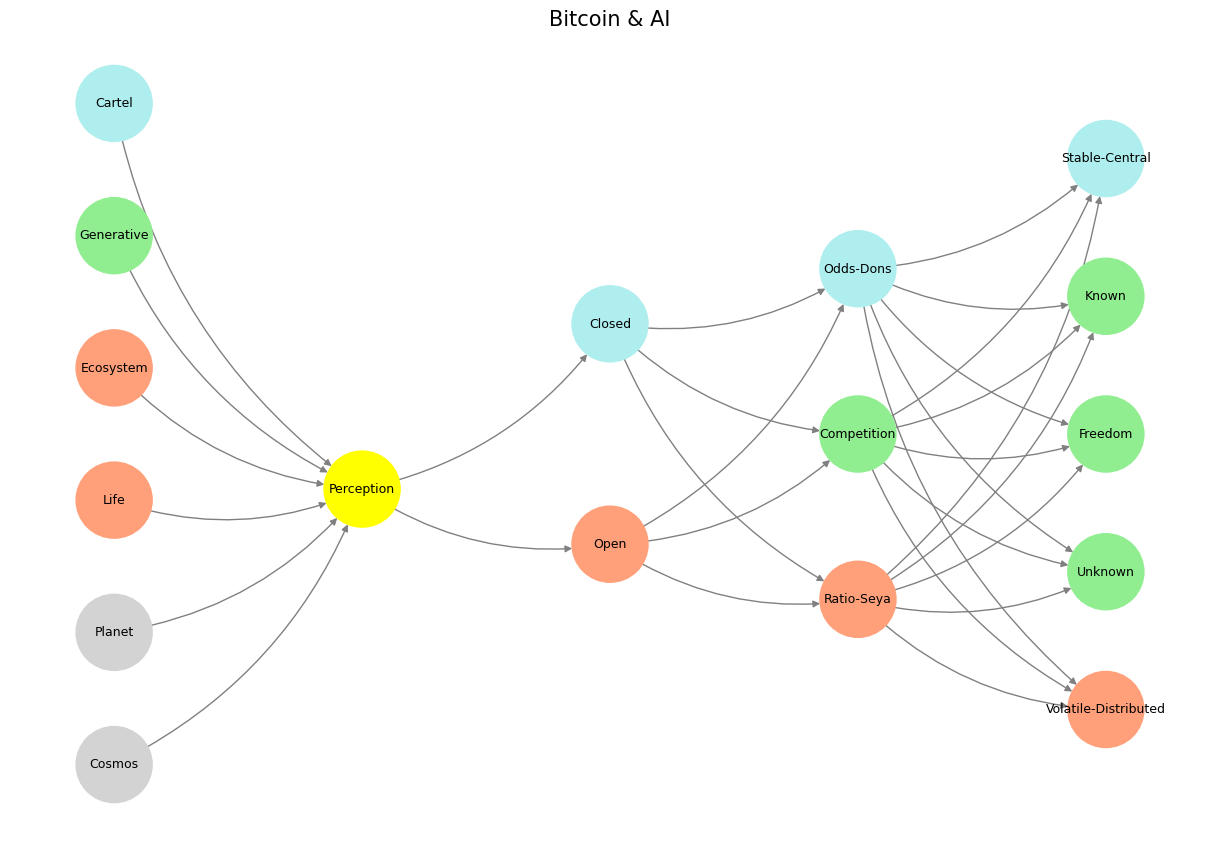 Bitcoin & AI
Cartel
Generative
Ecosystem
Life
Planet
Cosmos
Perception
Closed
Open
Odds-Dons
Competition
Ratio-Seya
Stable-Central
Known
Freedom
Unknown
Volatile-Distributed